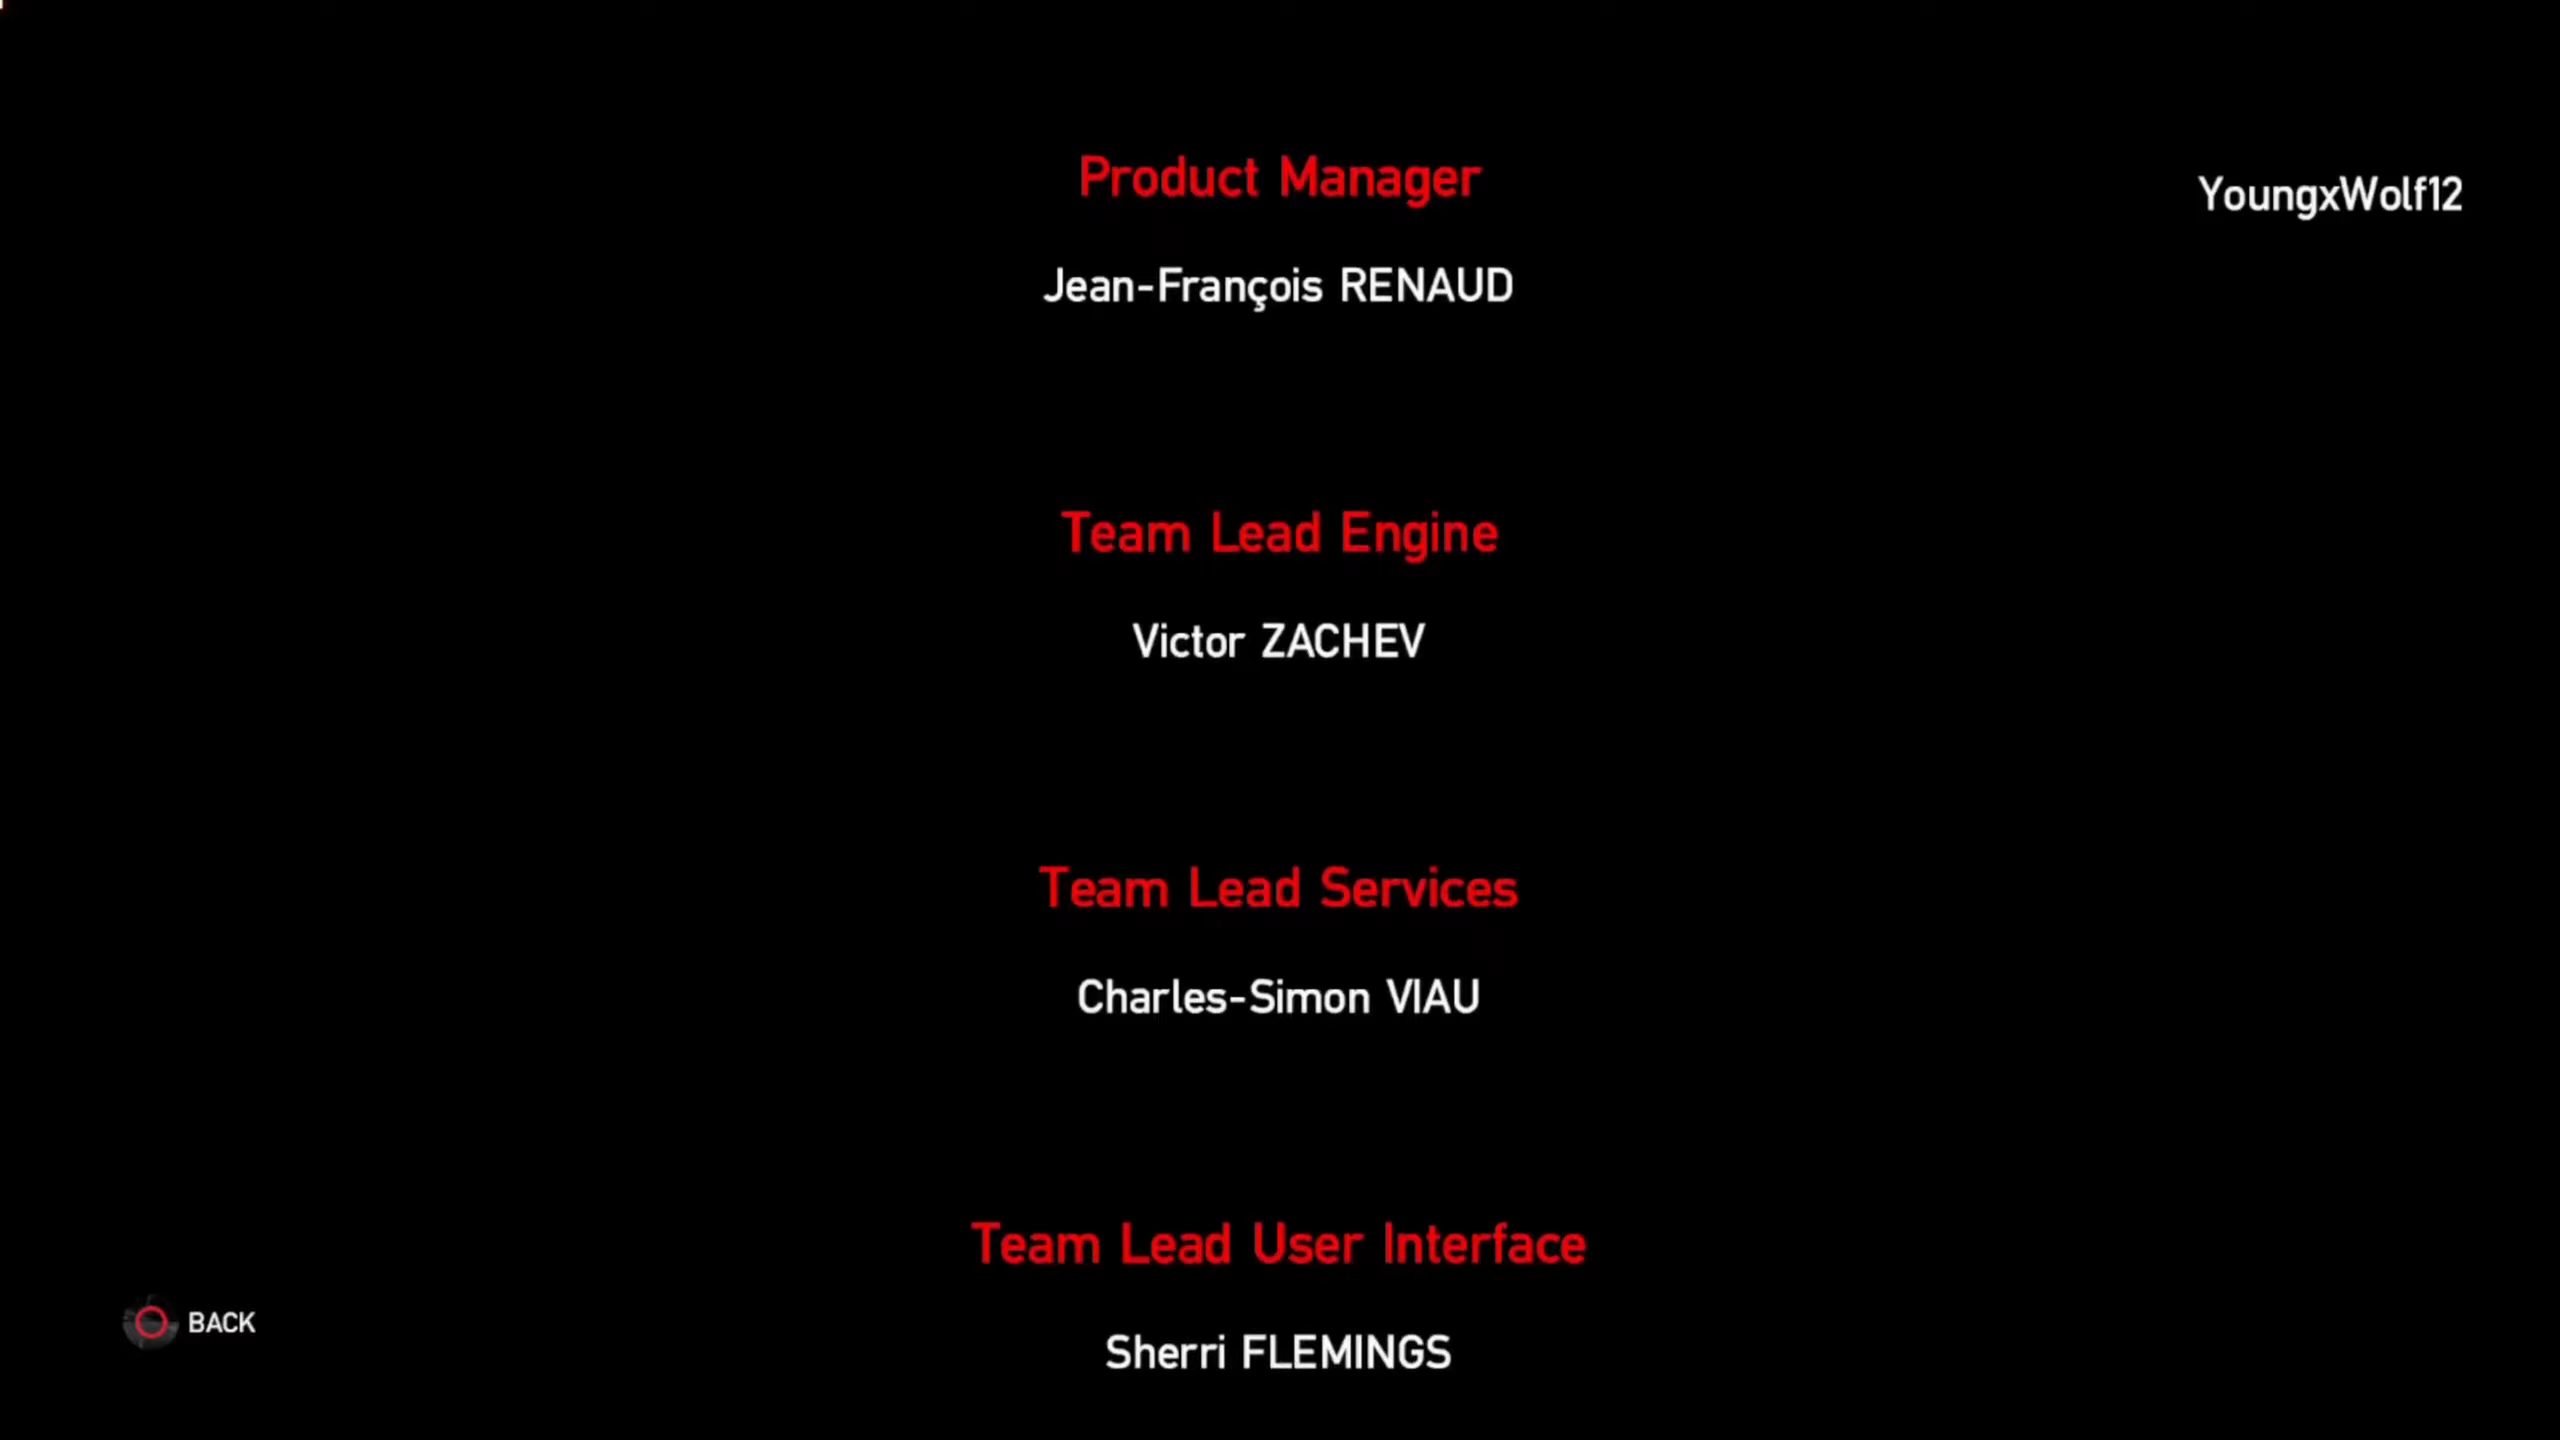 Product Manager
YoungxWolf12
Jean-François RENAUD
Team Lead Engine
Victor ZACHEV
Team Lead Services
Charles-Simon VIAU
Team Lead User Interface
BACK
Sherri FLEMINGS